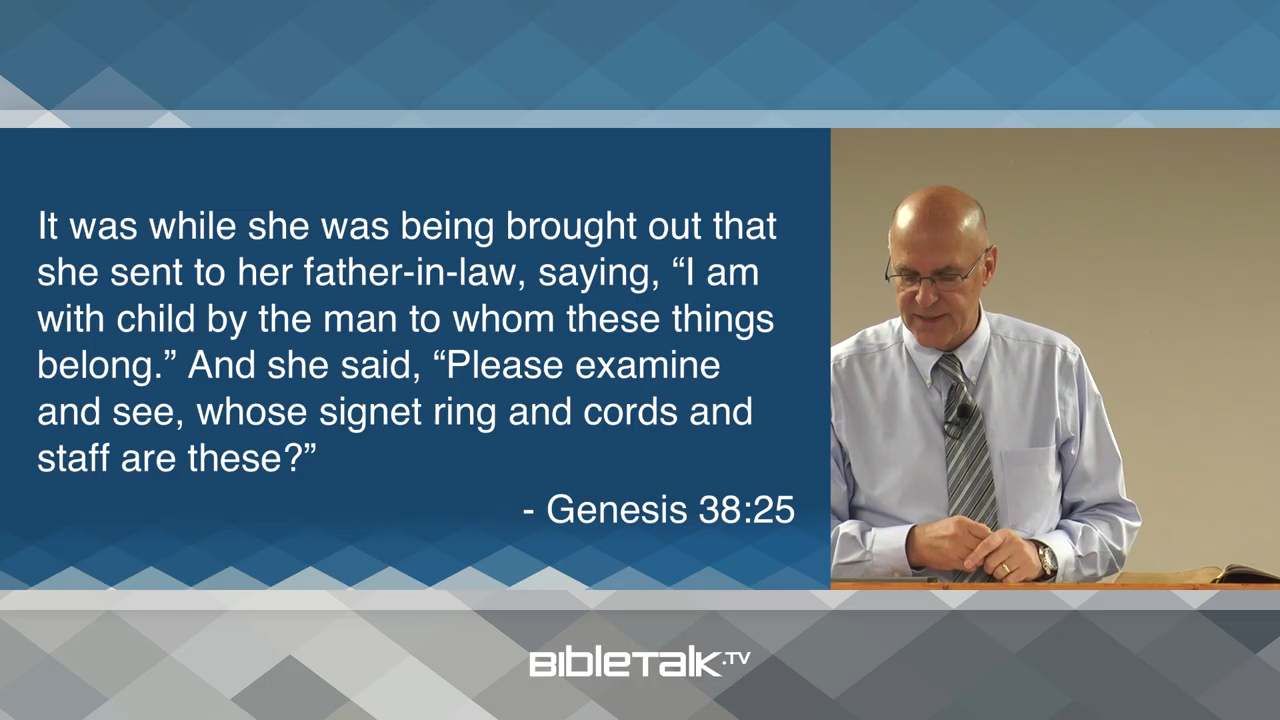 It was while she was being brought out that
she sent to her father-in-law, saying, “I am
with child by the man to whom these things
belong.” And she said, “Please examine
and see, whose signet ring and cords and
staff are these?”
- Genesis 38:25
BIBLETALK.TV